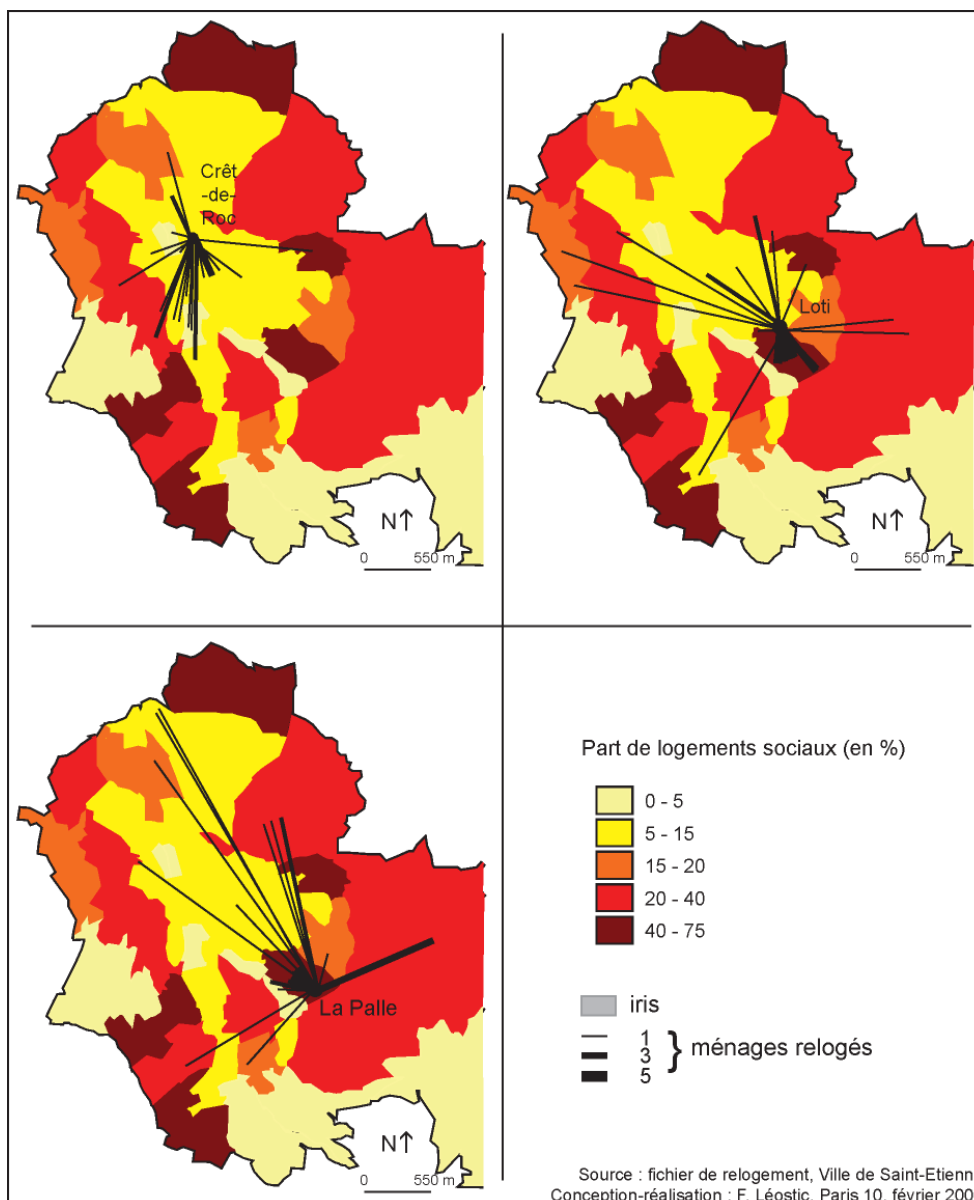 Crêt
-de-
Roc
N↑
0 550 m
Loti
N↑
0 550 m
La Palle
N↑
0 550 m
Part de logements sociaux (en %)
0 - 5
5 - 15
15 - 20
20 - 40
40 - 75
iris
1
3 } ménages relogés
5
Source : fichier de relogement, Ville de Saint-Etienn
Conception-réalisation : F. Léostic, Paris 10, février 200